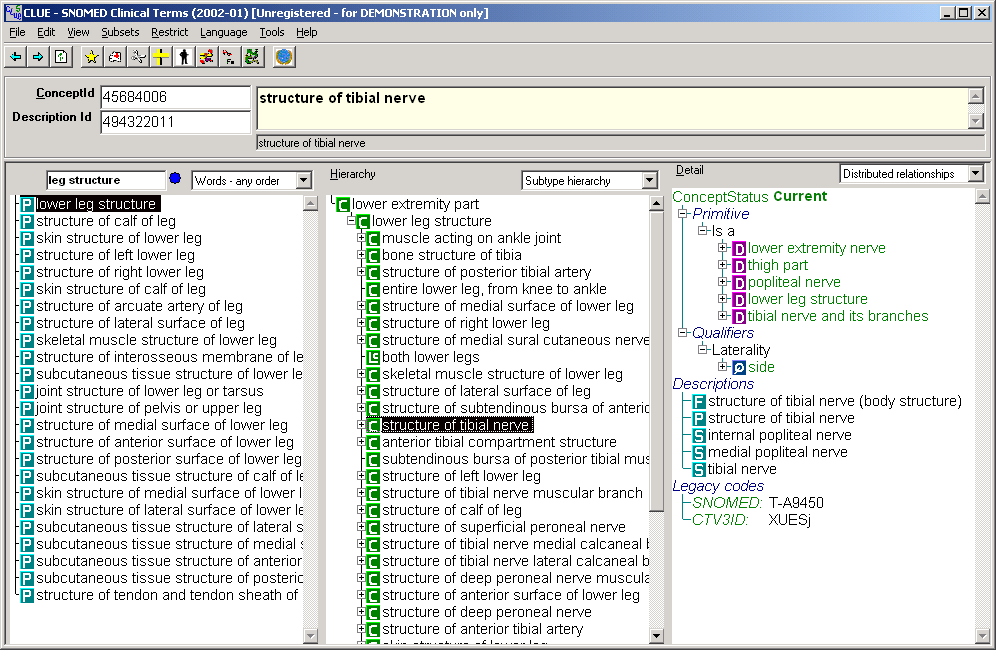 CLUE - SNOMED Clinical Terms (2002-01) [Unregistered - for DEMONSTRATION only]
File Edit View Subsets Restrict Language Tools Help
ConceptId 45684006
Description Id 494322011
structure of tibial nerve
structure of tibial nerve
leg structure
Words - any order
lower leg structure
structure of calf of leg
skin structure of lower leg
structure of left lower leg
structure of right lower leg
skin structure of calf of leg
structure of arcuate artery of leg
structure of lateral surface of leg
skeletal muscle structure of lower leg
structure of interosseous membrane of le
subcutaneous tissue structure of lower le
joint structure of lower leg or tarsus
joint structure of pelvis or upper leg
structure of medial surface of lower leg
structure of anterior surface of lower leg
structure of posterior surface of lower leg
subcutaneous tissue structure of calf of le
skin structure of medial surface of lower l
skin structure of lateral surface of lower le
subcutaneous tissue structure of lateral s
subcutaneous tissue structure of medial s
subcutaneous tissue structure of anterior
subcutaneous tissue structure of posteric
structure of tendon and tendon sheath of
Hierarchy
Subtype hierarchy
lower extremity part
lower leg structure
muscle acting on ankle joint
bone structure of tibia
structure of posterior tibial artery
entire lower leg, from knee to ankle
structure of medial surface of lower leg
structure of right lower leg
structure of medial sural cutaneous nerve
both lower legs
skeletal muscle structure of lower leg
structure of lateral surface of leg
structure of subtendinous bursa of anteric
structure of tibial nerve
anterior tibial compartment structure
subtendinous bursa of posterior tibial mus
structure of left lower leg
structure of tibial nerve muscular branch
structure of calf of leg
structure of superficial peroneal nerve
structure of tibial nerve medial calcaneal b
structure of tibial nerve lateral calcaneal b
structure of deep peroneal nerve muscula
structure of anterior surface of lower leg
structure of deep peroneal nerve
structure of anterior tibial artery
Detail
Distributed relationships
ConceptStatus Current
Primitive
Is a
lower extremity nerve
thigh part
popliteal nerve
lower leg structure
tibial nerve and its branches
Qualifiers
Laterality
side
Descriptions
F structure of tibial nerve (body structure)
P structure of tibial nerve
S internal popliteal nerve
S medial popliteal nerve
S tibial nerve
Legacy codes
SNOMED: T-A9450
CTV3ID: XUESj